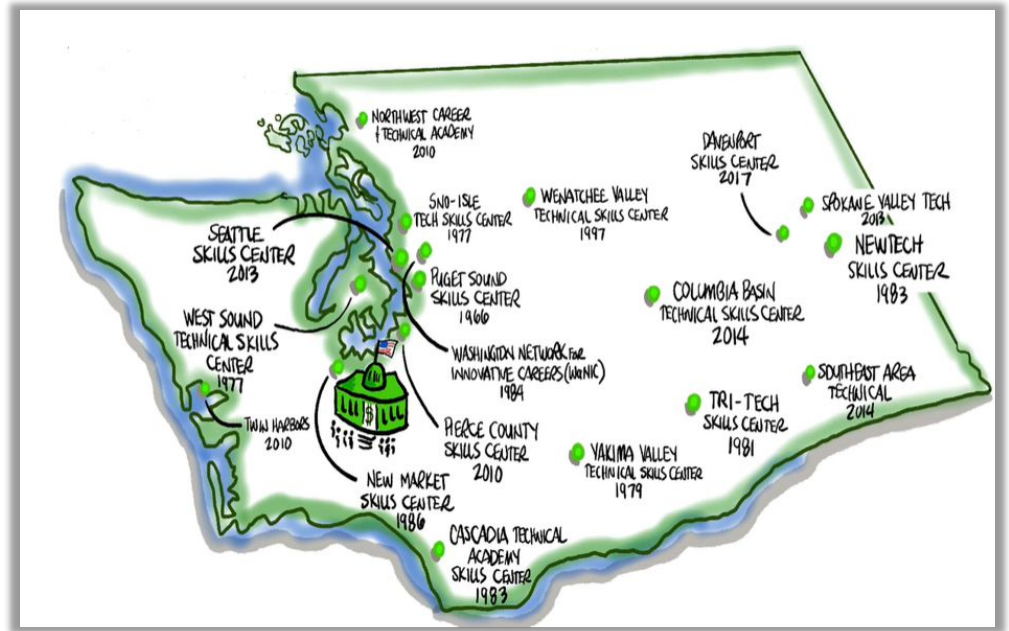 NORTHWEST CAREER
+ TECHNICAL ACADEMY
2010
DAVENPORT
SKILLS CENTER
2017
SNO-ISLE
TECH SKILLS CENTER
1977
WENATCHEE VALLEY
TECHNICAL SKILLS CENTER
1997
SPOKANE VALLEY TECH
2013
SEATTLE
SKILLS CENTER
2013
NEWTECH
SKILLS CENTER
1983
PUGET SOUND
SKILLS CENTER
1966
COLUMBIA BASIN
TECHNICAL SKILLS CENTER
2014
WEST SOUND
TECHNICAL SKILLS
CENTER
1977
WASHINGTON NETWORK FOR
INNOVATIVE CAREERS (WaNIC)
1984
SOUTHEAST AREA
TECHNICAL
2014
$
TWIN HARBORS
2010
TRI-TECH
SKILLS CENTER
1981
PIERCE COUNTY
SKILLS CENTER
2010
YAKIMA VALLEY
TECHNICAL SKILLS CENTER
1979
NEW MARKET
SKILLS CENTER
1986
CASCADIA TECHNICAL
ACADEMY
SKILLS CENTER
1983